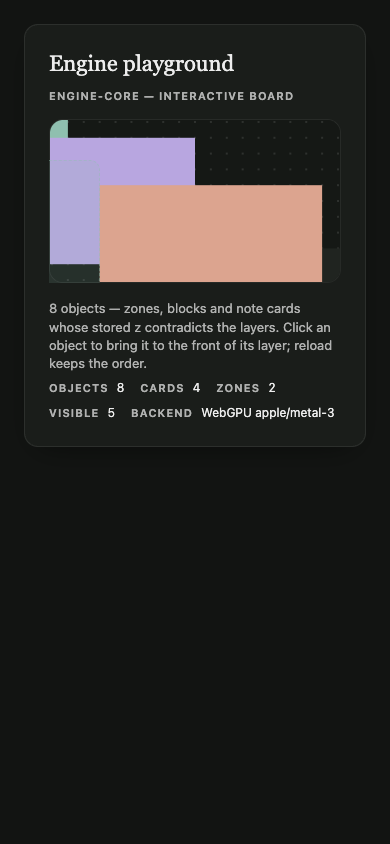 Engine playground
ENGINE-CORE — INTERACTIVE BOARD
8 objects — zones, blocks and note cards
whose stored z contradicts the layers. Click an
object to bring it to the front of its layer; reload
keeps the order.
OBJECTS 8 CARDS 4 ZONES 2
VISIBLE 5 BACKEND WebGPU apple/metal-3